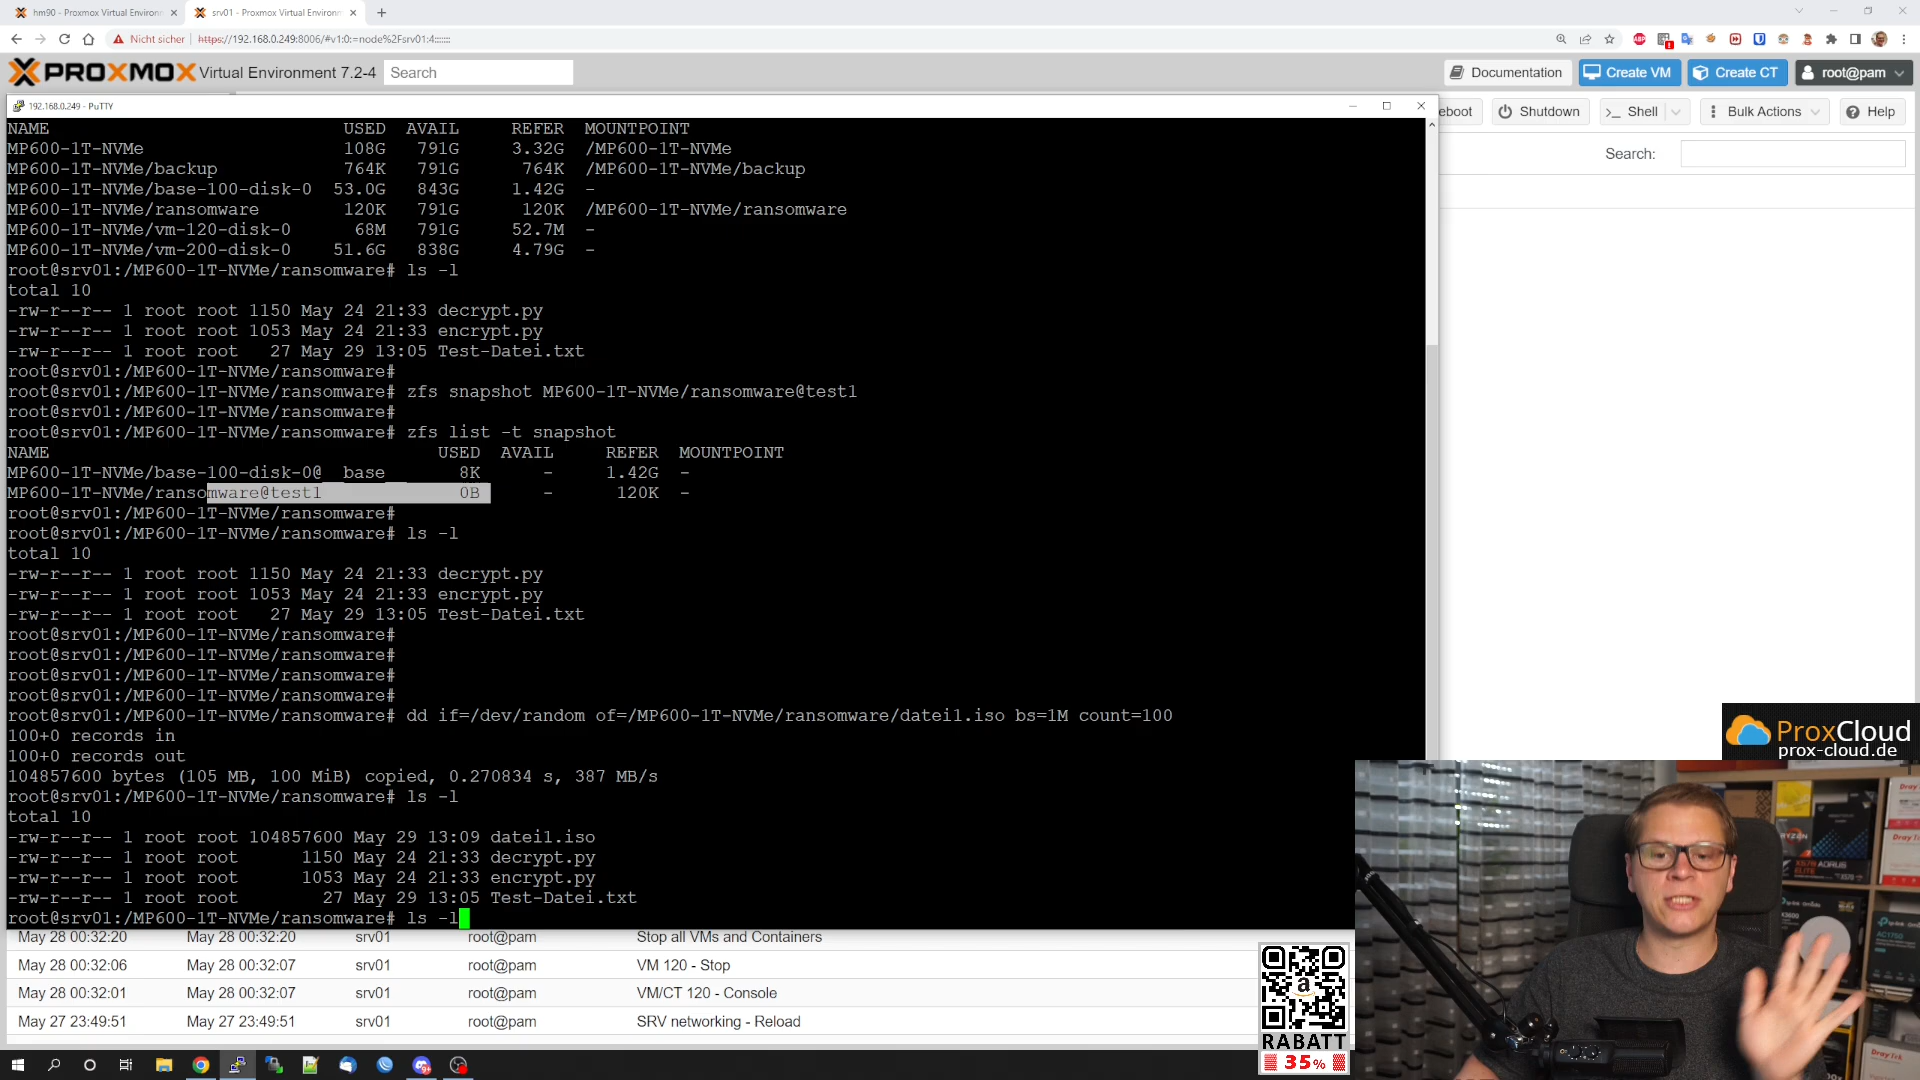 hm90 - Proxmox Virtual Environm
srv01 - Proxmox Virtual Environm
Nicht sicher
https://192.168.0.249:8006/#v1:0:=node%2Fsrv01:4:::::::
PROXMOX Virtual Environment 7.2-4 Search
Documentation Create VM Create CT root@pam
192.168.0.249 - PuTTY
eboot Shutdown Shell Bulk Actions Help
Search:
NAME USED AVAIL REFER MOUNTPOINT
MP600-1T-NVMe 108G 791G 3.32G /MP600-1T-NVMe
MP600-1T-NVMe/backup 764K 791G 764K /MP600-1T-NVMe/backup
MP600-1T-NVMe/base-100-disk-0 53.0G 843G 1.42G -
MP600-1T-NVMe/ransomware 120K 791G 120K /MP600-1T-NVMe/ransomware
MP600-1T-NVMe/vm-120-disk-0 68M 791G 52.7M -
MP600-1T-NVMe/vm-200-disk-0 51.6G 838G 4.79G -
root@srv01:/MP600-1T-NVMe/ransomware# ls -l
total 10
-rw-r--r-- 1 root root 1150 May 24 21:33 decrypt.py
-rw-r--r-- 1 root root 1053 May 24 21:33 encrypt.py
-rw-r--r-- 1 root root 27 May 29 13:05 Test-Datei.txt
root@srv01:/MP600-1T-NVMe/ransomware#
root@srv01:/MP600-1T-NVMe/ransomware# zfs snapshot MP600-1T-NVMe/ransomware@test1
root@srv01:/MP600-1T-NVMe/ransomware#
root@srv01:/MP600-1T-NVMe/ransomware# zfs list -t snapshot
NAME USED AVAIL REFER MOUNTPOINT
MP600-1T-NVMe/base-100-disk-0@__base__ 8K - 1.42G -
MP600-1T-NVMe/ransomware@test1 0B - 120K -
root@srv01:/MP600-1T-NVMe/ransomware#
root@srv01:/MP600-1T-NVMe/ransomware# ls -l
total 10
-rw-r--r-- 1 root root 1150 May 24 21:33 decrypt.py
-rw-r--r-- 1 root root 1053 May 24 21:33 encrypt.py
-rw-r--r-- 1 root root 27 May 29 13:05 Test-Datei.txt
root@srv01:/MP600-1T-NVMe/ransomware#
root@srv01:/MP600-1T-NVMe/ransomware#
root@srv01:/MP600-1T-NVMe/ransomware#
root@srv01:/MP600-1T-NVMe/ransomware#
root@srv01:/MP600-1T-NVMe/ransomware# dd if=/dev/random of=/MP600-1T-NVMe/ransomware/datei1.iso bs=1M count=100
100+0 records in
100+0 records out
104857600 bytes (105 MB, 100 MiB) copied, 0.270834 s, 387 MB/s
root@srv01:/MP600-1T-NVMe/ransomware# ls -l
total 10
-rw-r--r-- 1 root root 104857600 May 29 13:09 datei1.iso
-rw-r--r-- 1 root root 1150 May 24 21:33 decrypt.py
-rw-r--r-- 1 root root 1053 May 24 21:33 encrypt.py
-rw-r--r-- 1 root root 27 May 29 13:05 Test-Datei.txt
root@srv01:/MP600-1T-NVMe/ransomware# ls -l
ProxCloud
prox-cloud.de
May 28 00:32:20 May 28 00:32:20 srv01 root@pam Stop all VMs and Containers
May 28 00:32:06 May 28 00:32:07 srv01 root@pam VM 120 - Stop
May 28 00:32:01 May 28 00:32:07 srv01 root@pam VM/CT 120 - Console
May 27 23:49:51 May 27 23:49:51 srv01 root@pam SRV networking - Reload
RABATT
35%